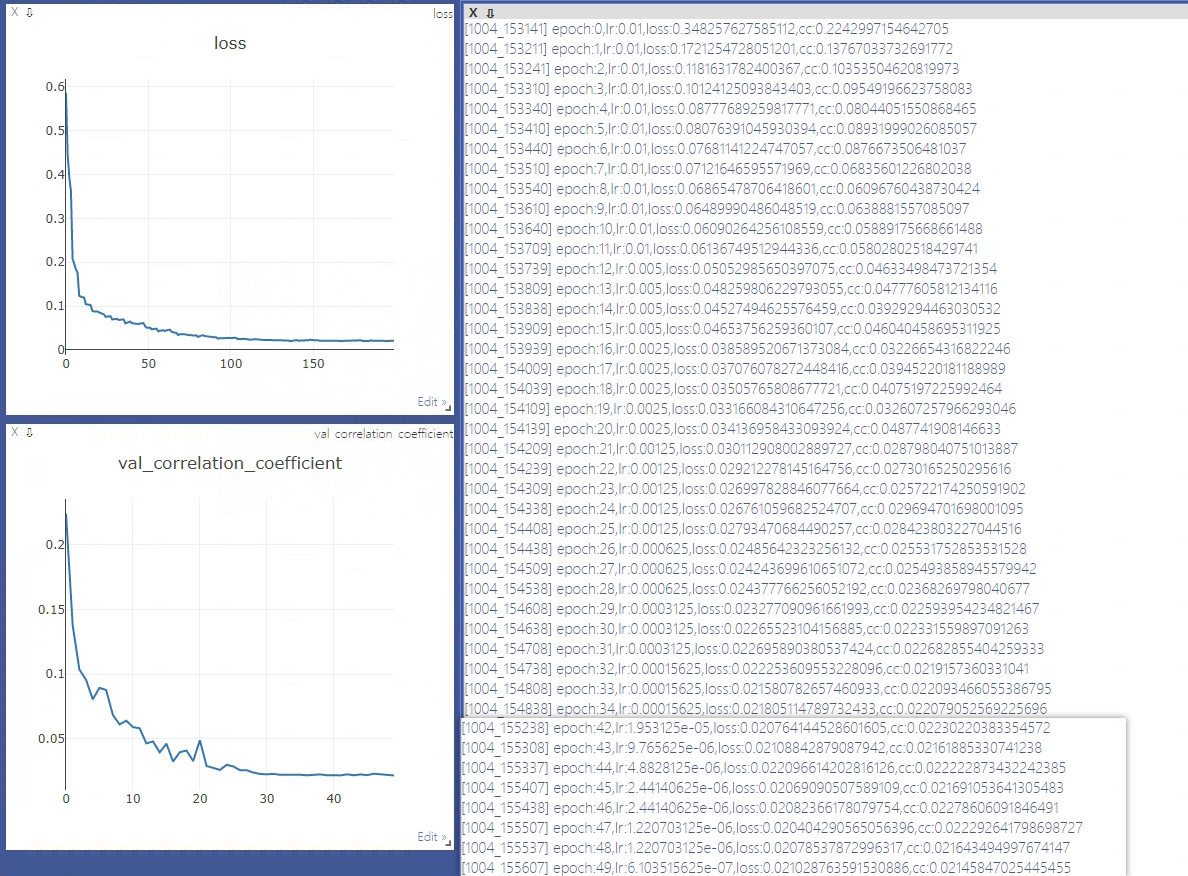 X ⇩ loss
loss
0.6
0.5
0.4
0.3
0.2
0.1
0
0 50 100 150
Edit »
X ⇩ val correlation coefficient
val_correlation_coefficient
0.2
0.15
0.1
0.05
0 10 20 30 40
Edit »
X ⇩
[1004_153141] epoch:0,lr:0.01,loss:0.348257627585112,cc:0.2242997154642705
[1004_153211] epoch:1,lr:0.01,loss:0.1721254728051201,cc:0.13767033732691772
[1004_153241] epoch:2,lr:0.01,loss:0.1181631782400367,cc:0.10353504620819973
[1004_153310] epoch:3,lr:0.01,loss:0.10124125093843403,cc:0.09549196623758083
[1004_153340] epoch:4,lr:0.01,loss:0.08777689259817771,cc:0.08044051550868465
[1004_153410] epoch:5,lr:0.01,loss:0.08076391045930394,cc:0.08931999026085057
[1004_153440] epoch:6,lr:0.01,loss:0.07681141224747057,cc:0.0876673506481037
[1004_153510] epoch:7,lr:0.01,loss:0.07121646595571969,cc:0.06835601226802038
[1004_153540] epoch:8,lr:0.01,loss:0.06865478706418601,cc:0.06096760438730424
[1004_153610] epoch:9,lr:0.01,loss:0.06489990486048519,cc:0.0638881557085097
[1004_153640] epoch:10,lr:0.01,loss:0.06090264256108559,cc:0.05889175668661488
[1004_153709] epoch:11,lr:0.01,loss:0.06136749512944336,cc:0.05802802518429741
[1004_153739] epoch:12,lr:0.005,loss:0.05052985650397075,cc:0.04633498473721354
[1004_153809] epoch:13,lr:0.005,loss:0.048259806229793055,cc:0.04777605812134116
[1004_153838] epoch:14,lr:0.005,loss:0.04527494625576459,cc:0.03929294463030532
[1004_153909] epoch:15,lr:0.005,loss:0.04653756259360107,cc:0.046040458695311925
[1004_153939] epoch:16,lr:0.0025,loss:0.038589520671373084,cc:0.03226654316822246
[1004_154009] epoch:17,lr:0.0025,loss:0.037076078272448416,cc:0.03945220181188989
[1004_154039] epoch:18,lr:0.0025,loss:0.03505765808677721,cc:0.04075197225992464
[1004_154109] epoch:19,lr:0.0025,loss:0.033166084310647256,cc:0.032607257966293046
[1004_154139] epoch:20,lr:0.0025,loss:0.034136958433093924,cc:0.0487741908146633
[1004_154209] epoch:21,lr:0.00125,loss:0.030112908002889727,cc:0.028798040751013887
[1004_154239] epoch:22,lr:0.00125,loss:0.029212278145164756,cc:0.02730165250295616
[1004_154309] epoch:23,lr:0.00125,loss:0.026997828846077664,cc:0.025722174250591902
[1004_154338] epoch:24,lr:0.00125,loss:0.026761059682524707,cc:0.029694701698001095
[1004_154408] epoch:25,lr:0.00125,loss:0.02793470684490257,cc:0.028423803227044516
[1004_154438] epoch:26,lr:0.000625,loss:0.02485642323256132,cc:0.025531752853531528
[1004_154509] epoch:27,lr:0.000625,loss:0.024243699610651072,cc:0.025493858945579942
[1004_154538] epoch:28,lr:0.000625,loss:0.024377766256052192,cc:0.02368269798040677
[1004_154608] epoch:29,lr:0.0003125,loss:0.023277090961661993,cc:0.022593954234821467
[1004_154638] epoch:30,lr:0.0003125,loss:0.02265523104156885,cc:0.022331559897091263
[1004_154708] epoch:31,lr:0.0003125,loss:0.022695890380537424,cc:0.022682855404259333
[1004_154738] epoch:32,lr:0.00015625,loss:0.022253609553228096,cc:0.0219157360331041
[1004_154808] epoch:33,lr:0.00015625,loss:0.021580782657460933,cc:0.022093466055386795
[1004_154838] epoch:34,lr:0.00015625,loss:0.021805114789732433,cc:0.022079052569225696
[1004_155238] epoch:42,lr:1.953125e-05,loss:0.020764144528601605,cc:0.02230220383354572
[1004_155308] epoch:43,lr:9.765625e-06,loss:0.02108842879087942,cc:0.02161885330741238
[1004_155337] epoch:44,lr:4.8828125e-06,loss:0.022096614202816126,cc:0.022222873432242385
[1004_155407] epoch:45,lr:2.44140625e-06,loss:0.02069090507589109,cc:0.021691053641305483
[1004_155438] epoch:46,lr:2.44140625e-06,loss:0.02082366178079754,cc:0.02278606091846491
[1004_155507] epoch:47,lr:1.220703125e-06,loss:0.020404290565056396,cc:0.022292641798698727
[1004_155537] epoch:48,lr:1.220703125e-06,loss:0.02078537872996317,cc:0.021643494997674147
[1004_155607] epoch:49,lr:6.103515625e-07,loss:0.021028763591530886,cc:0.02145847025445455